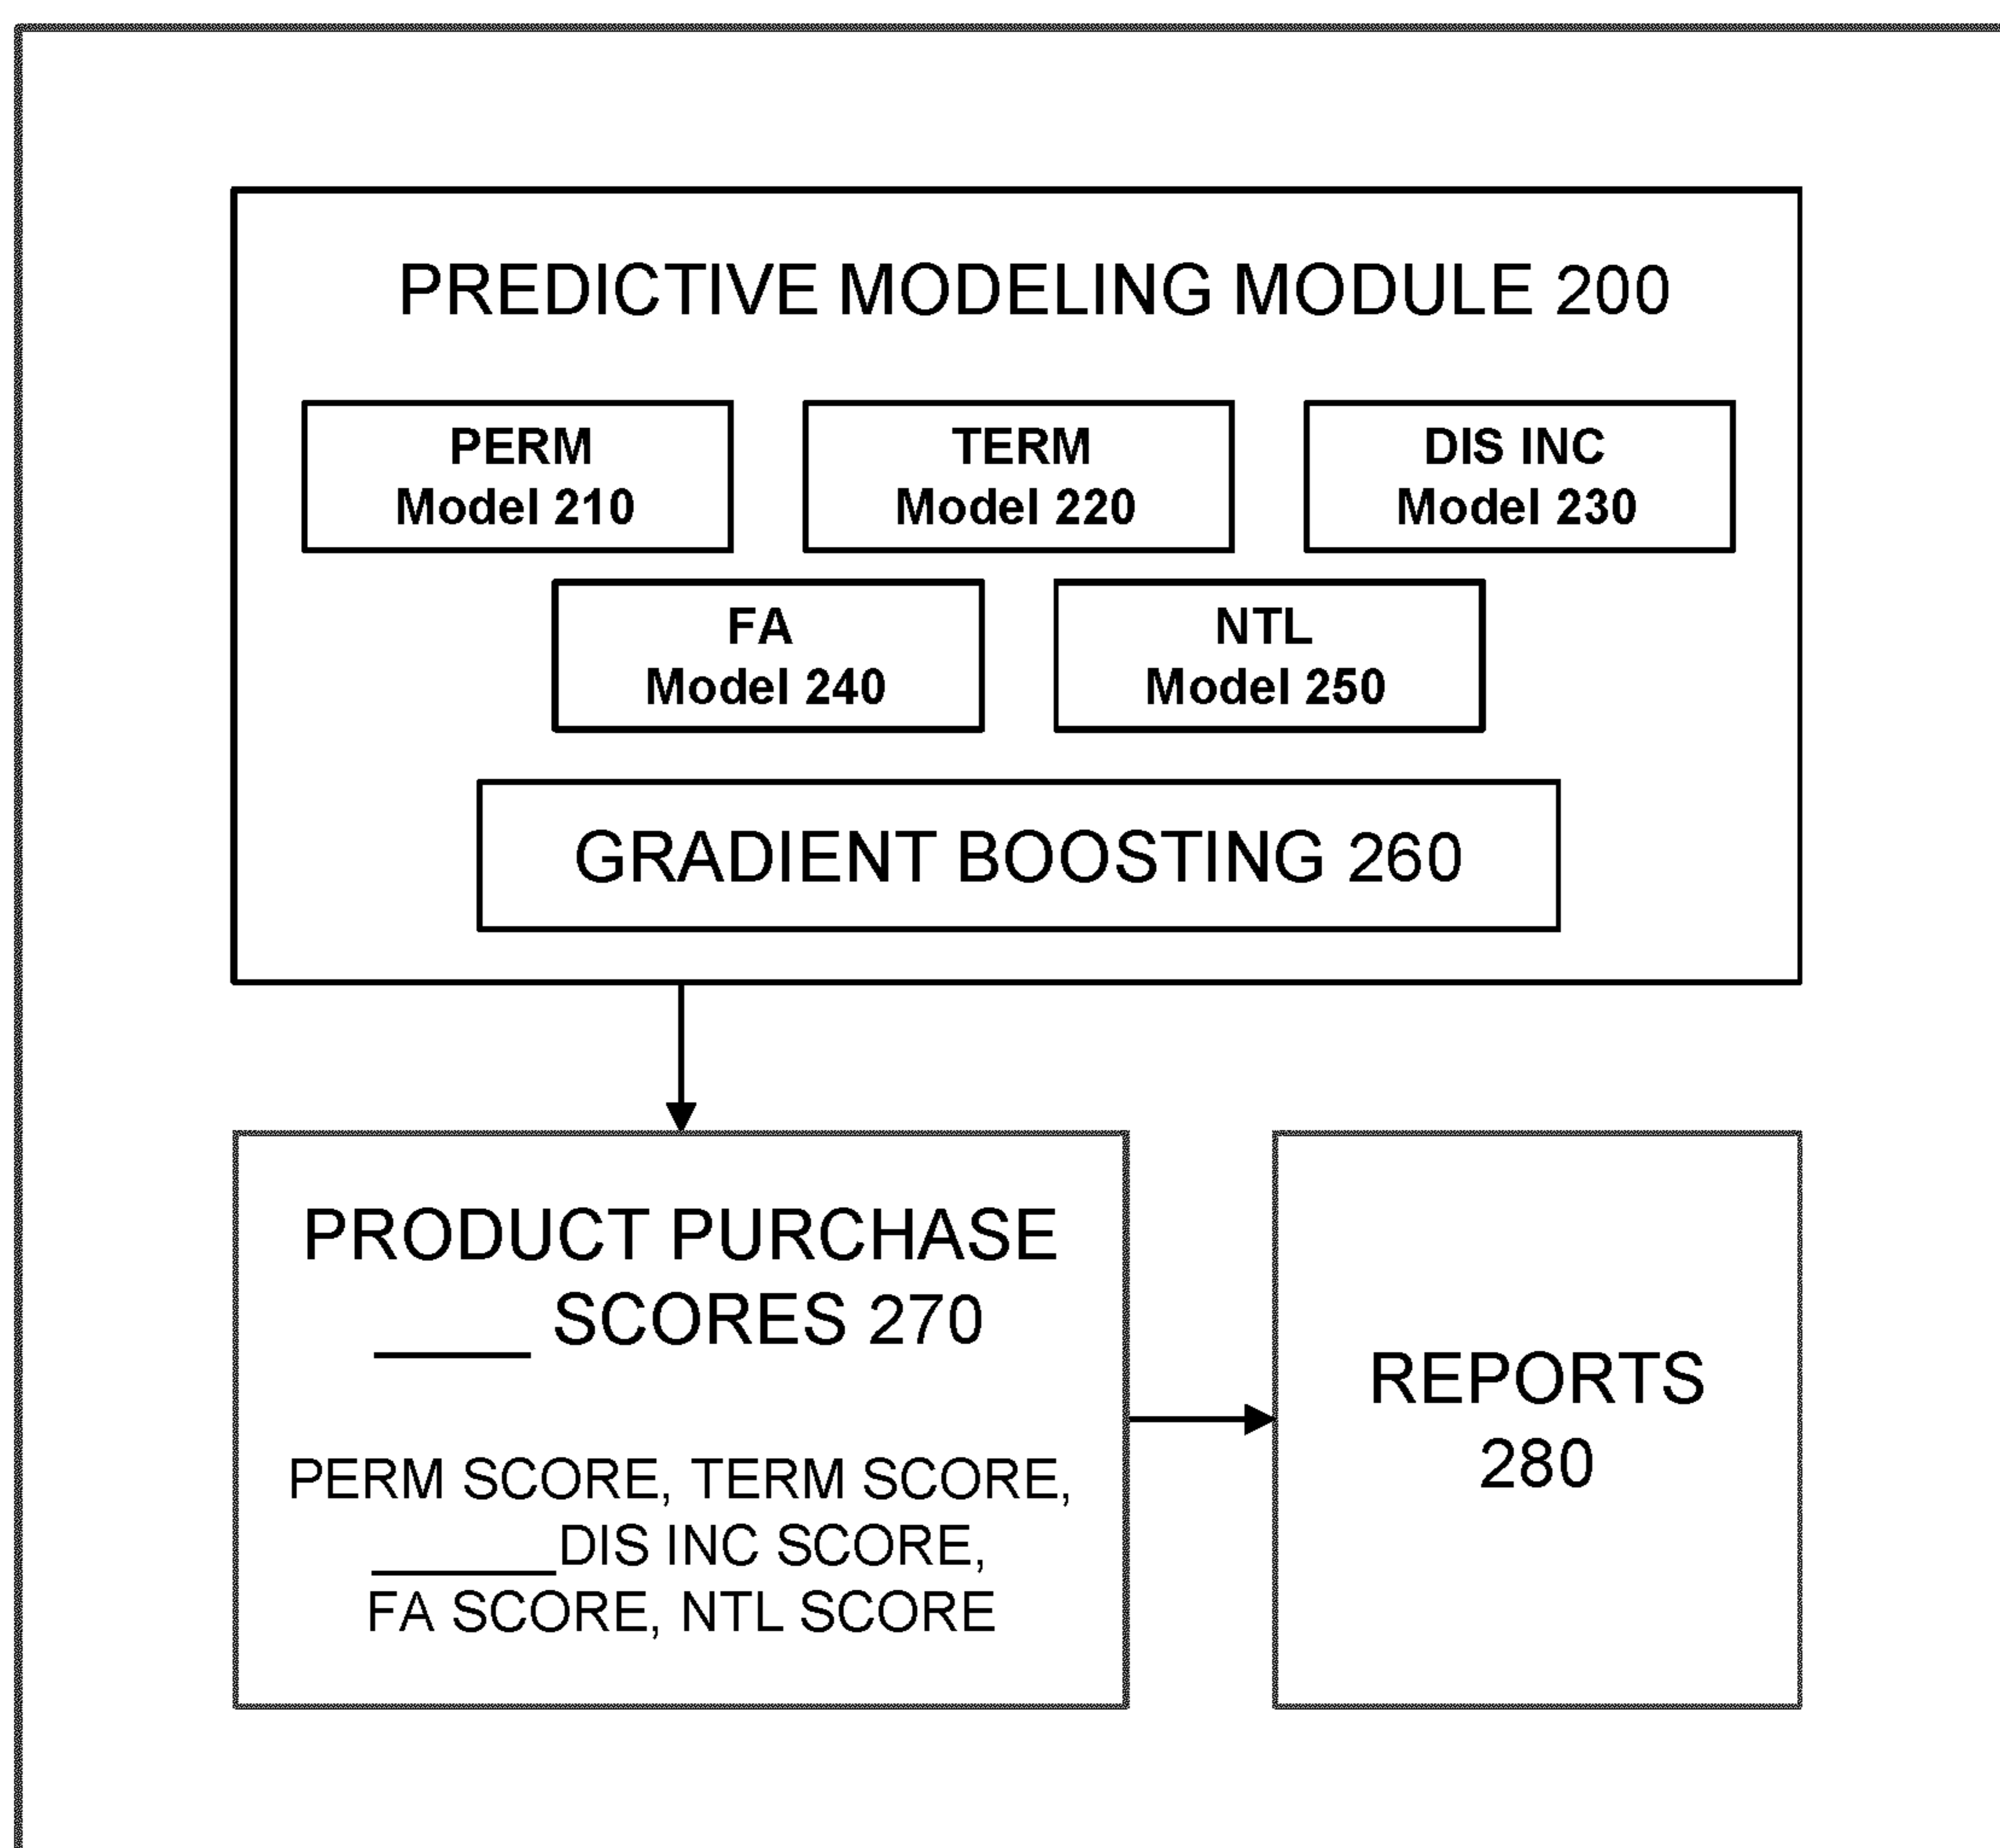 PREDICTIVE MODELING MODULE 200
PERM
Model 210
TERM
Model 220
DIS INC
Model 230
FA
Model 240
NTL
Model 250
GRADIENT BOOSTING 260
PRODUCT PURCHASE
____ SCORES 270
PERM SCORE, TERM SCORE,
______DIS INC SCORE,
FA SCORE, NTL SCORE
REPORTS
280